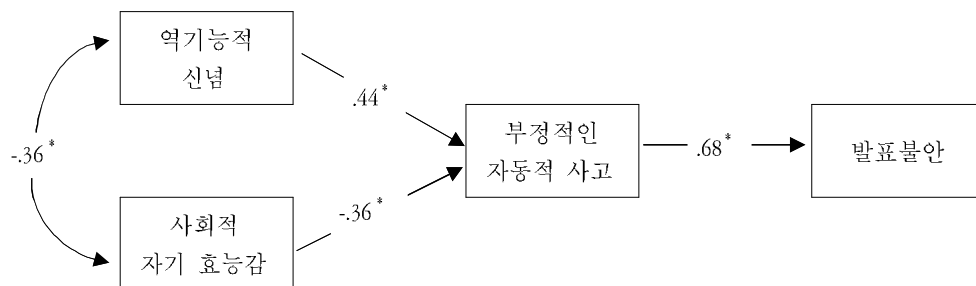 역기능적
신념
.44*
-.36*
부정적인
자동적 사고
.68*
발표불안
사회적
자기 효능감
-.36*